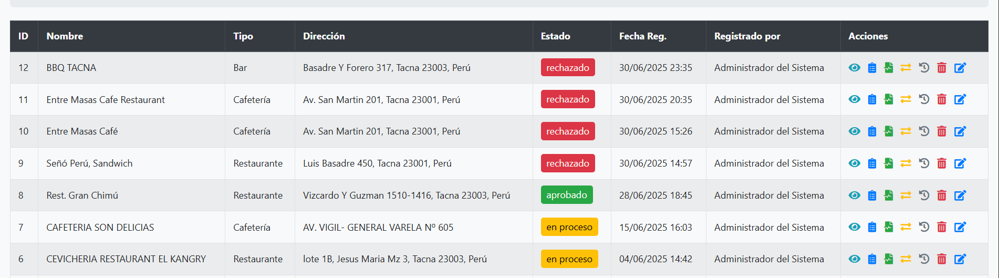 ID Nombre Tipo Dirección Estado Fecha Reg. Registrado por Acciones
12 BBQ TACNA Bar Basadre Y Forero 317, Tacna 23003, Perú rechazado 30/06/2025 23:35 Administrador del Sistema
11 Entre Masas Cafe Restaurant Cafetería Av. San Martin 201, Tacna 23001, Perú rechazado 30/06/2025 20:35 Administrador del Sistema
10 Entre Masas Café Cafetería Av. San Martin 201, Tacna 23001, Perú rechazado 30/06/2025 15:26 Administrador del Sistema
9 Señó Perú, Sandwich Restaurante Luis Basadre 450, Tacna 23001, Perú rechazado 30/06/2025 14:57 Administrador del Sistema
8 Rest. Gran Chimú Restaurante Vizcardo Y Guzman 1510-1416, Tacna 23003, Perú aprobado 28/06/2025 18:45 Administrador del Sistema
7 CAFETERIA SON DELICIAS Cafetería AV. VIGIL- GENERAL VARELA Nº 605 en proceso 15/06/2025 16:03 Administrador del Sistema
6 CEVICHERIA RESTAURANT EL KANGRY Restaurante lote 1B, Jesus Maria Mz 3, Tacna 23003, Perú en proceso 04/06/2025 14:42 Administrador del Sistema